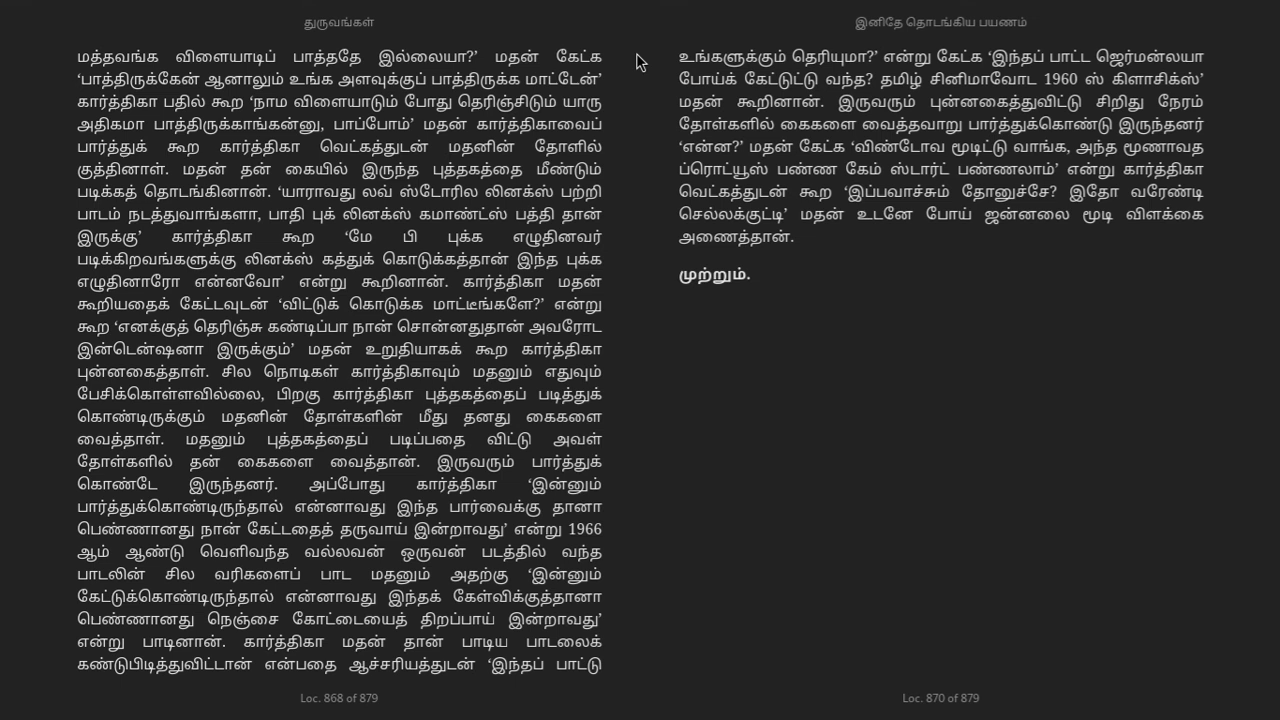 துருவங்கள்
மத்தவங்க விளையாடிப் பாத்ததே இல்லையா?’ மதன் கேட்க
‘பாத்திருக்கேன் ஆனாலும் உங்க அளவுக்குப் பாத்திருக்க மாட்டேன்’
கார்த்திகா பதில் கூற ‘நாம விளையாடும் போது தெரிஞ்சிடும் யாரு
அதிகமா பாத்திருக்காங்கன்னு, பாப்போம்’ மதன் கார்த்திகாவைப்
பார்த்துக் கூற கார்த்திகா வெட்கத்துடன் மதனின் தோளில்
குத்தினாள். மதன் தன் கையில் இருந்த புத்தகத்தை மீண்டும்
படிக்கத் தொடங்கினான். ‘யாராவது லவ் ஸ்டோரில லினக்ஸ் பற்றி
பாடம் நடத்துவாங்களா, பாதி புக் லினக்ஸ் கமாண்ட்ஸ் பத்தி தான்
இருக்கு’ கார்த்திகா கூற ‘மே பி புக்க எழுதினவர்
படிக்கிறவங்களுக்கு லினக்ஸ் கத்துக் கொடுக்கத்தான் இந்த புக்க
எழுதினாரோ என்னவோ’ என்று கூறினான். கார்த்திகா மதன்
கூறியதைக் கேட்டவுடன் ‘விட்டுக் கொடுக்க மாட்டீங்களே?’ என்று
கூற ‘எனக்குத் தெரிஞ்சு கண்டிப்பா நான் சொன்னதுதான் அவரோட
இன்டென்ஷனா இருக்கும்’ மதன் உறுதியாகக் கூற கார்த்திகா
புன்னகைத்தாள். சில நொடிகள் கார்த்திகாவும் மதனும் எதுவும்
பேசிக்கொள்ளவில்லை, பிறகு கார்த்திகா புத்தகத்தைப் படித்துக்
கொண்டிருக்கும் மதனின் தோள்களின் மீது தனது கைகளை
வைத்தாள். மதனும் புத்தகத்தைப் படிப்பதை விட்டு அவள்
தோள்களில் தன் கைகளை வைத்தான். இருவரும் பார்த்துக்
கொண்டே இருந்தனர். அப்போது கார்த்திகா ‘இன்னும்
பார்த்துக்கொண்டிருந்தால் என்னாவது இந்த பார்வைக்கு தானா
பெண்ணானது நான் கேட்டதைத் தருவாய் இன்றாவது’ என்று 1966
ஆம் ஆண்டு வெளிவந்த வல்லவன் ஒருவன் படத்தில் வந்த
பாடலின் சில வரிகளைப் பாட மதனும் அதற்கு ‘இன்னும்
கேட்டுக்கொண்டிருந்தால் என்னாவது இந்தக் கேள்விக்குத்தானா
பெண்ணானது நெஞ்சை கோட்டையைத் திறப்பாய் இன்றாவது’
என்று பாடினான். கார்த்திகா மதன் தான் பாடிய பாடலைக்
கண்டுபிடித்துவிட்டான் என்பதை ஆச்சரியத்துடன் ‘இந்தப் பாட்டு
Loc. 868 of 879
இனிதே தொடங்கிய பயணம்
உங்களுக்கும் தெரியுமா?’ என்று கேட்க ‘இந்தப் பாட்ட ஜெர்மன்லயா
போய்க் கேட்டுட்டு வந்த? தமிழ் சினிமாவோட 1960 ஸ் கிளாசிக்ஸ்’
மதன் கூறினான். இருவரும் புன்னகைத்துவிட்டு சிறிது நேரம்
தோள்களில் கைகளை வைத்தவாறு பார்த்துக்கொண்டு இருந்தனர்
‘என்ன?’ மதன் கேட்க ‘விண்டோவ மூடிட்டு வாங்க, அந்த மூணாவத
ப்ரொட்யூஸ் பண்ண கேம் ஸ்டார்ட் பண்ணலாம்’ என்று கார்த்திகா
வெட்கத்துடன் கூற ‘இப்பவாச்சும் தோனுச்சே? இதோ வரேண்டி
செல்லக்குட்டி’ மதன் உடனே போய் ஜன்னலை மூடி விளக்கை
அணைத்தான்.
முற்றும்.
Loc. 870 of 879